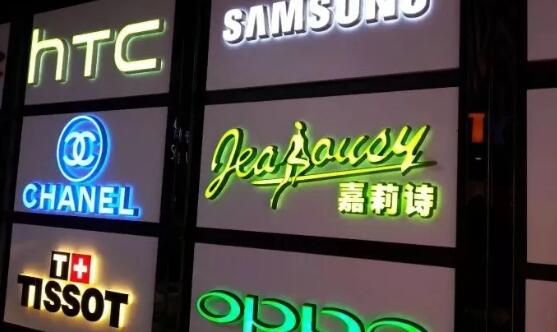 hTC
SAMSUNG
CHANEL
Jealousy
嘉莉诗
T+
TISSOT
oppo